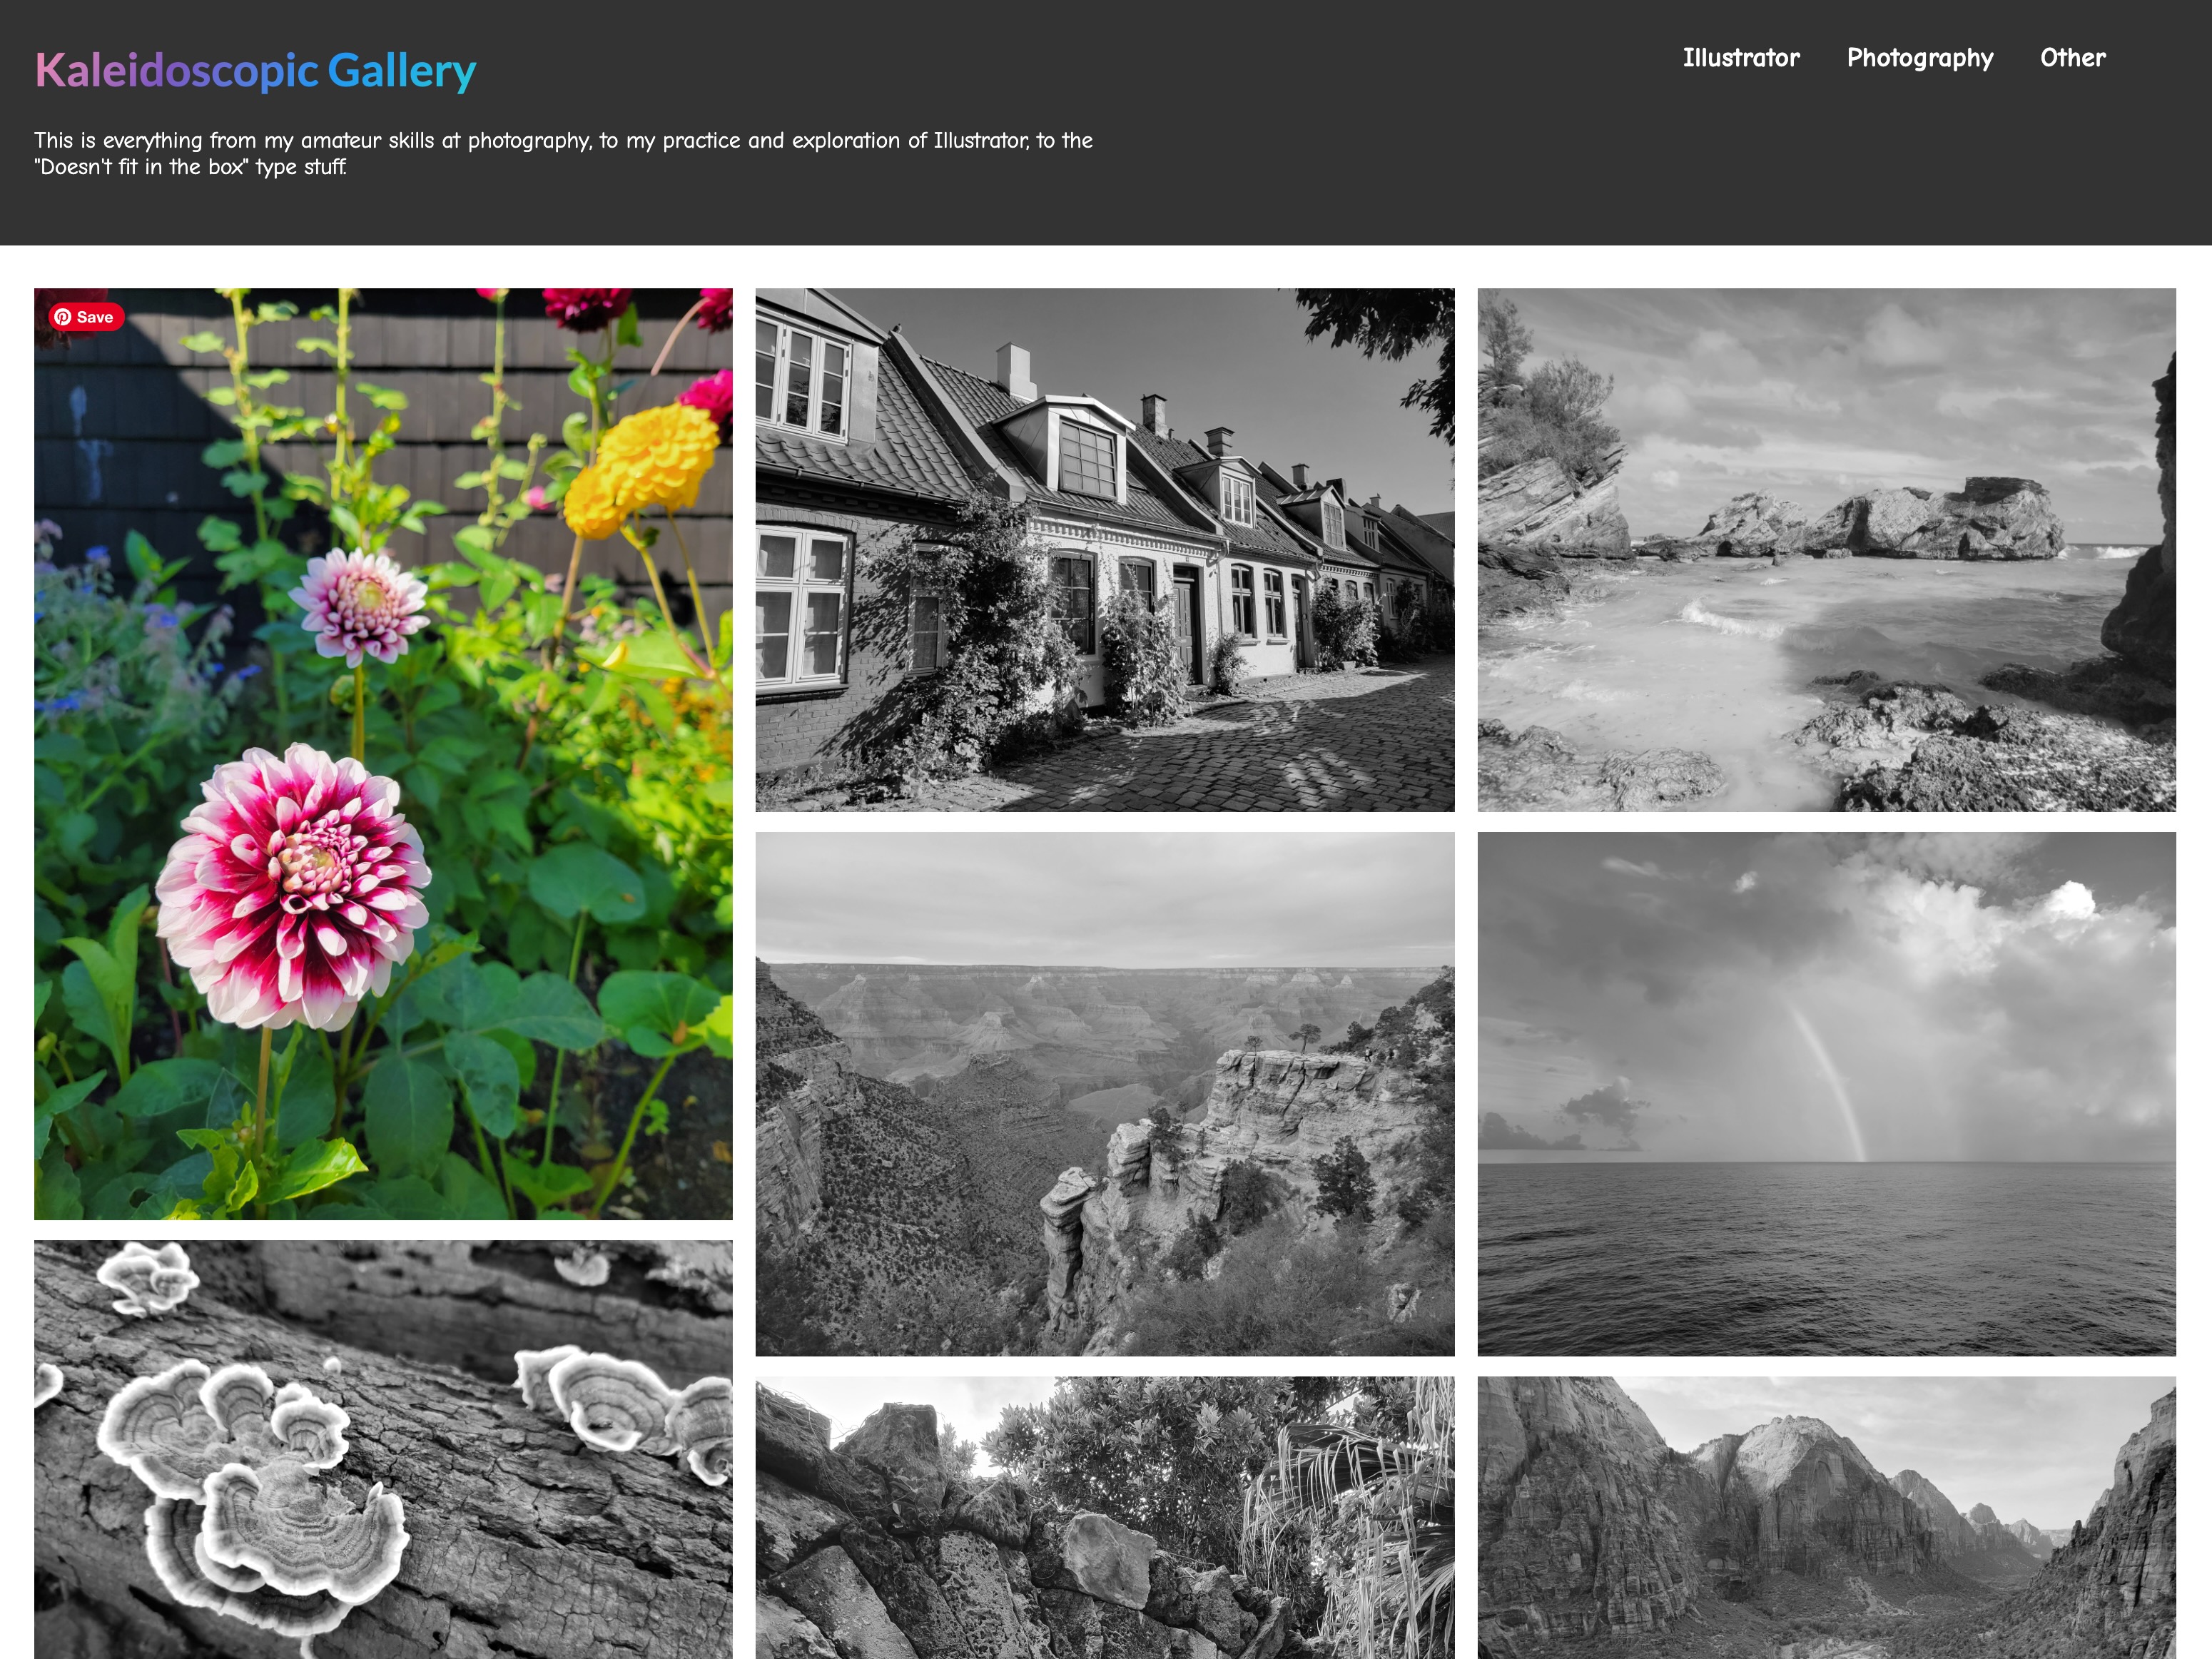 Kaleidoscopic Gallery
Illustrator Photography Other
This is everything from my amateur skills at photography, to my practice and exploration of Illustrator, to the
"Doesn't fit in the box" type stuff.
Save